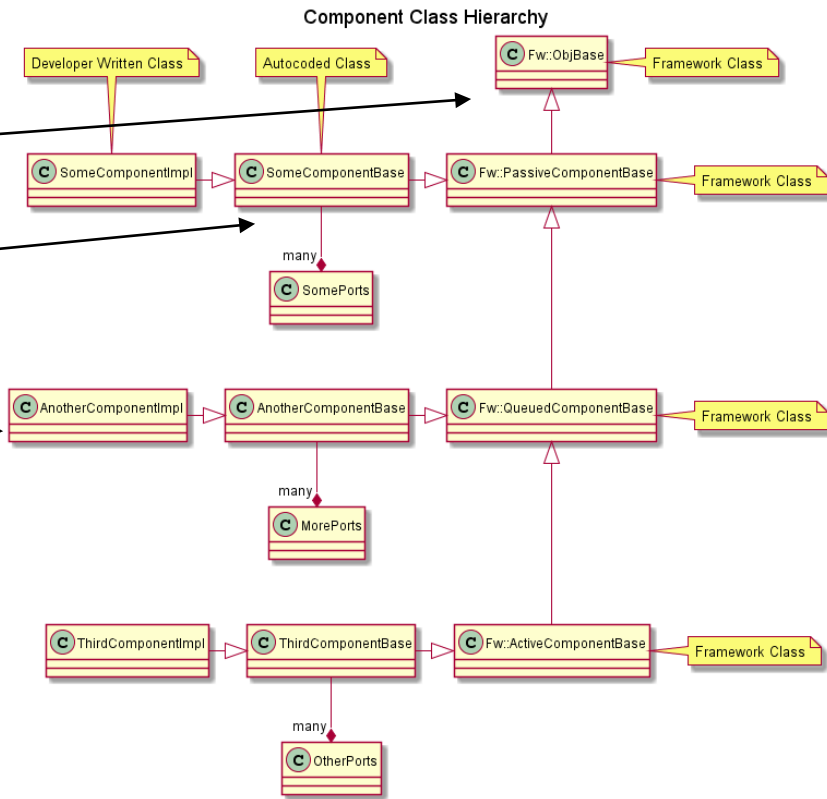 Component Class Hierarchy
Developer Written Class
Autocoded Class
C Fw::ObjBase
Framework Class
C SomeComponentImpl
C SomeComponentBase
C Fw::PassiveComponentBase
Framework Class
many
C SomePorts
C AnotherComponentImpl
C AnotherComponentBase
C Fw::QueuedComponentBase
Framework Class
many
C MorePorts
C ThirdComponentImpl
C ThirdComponentBase
C Fw::ActiveComponentBase
Framework Class
many
C OtherPorts